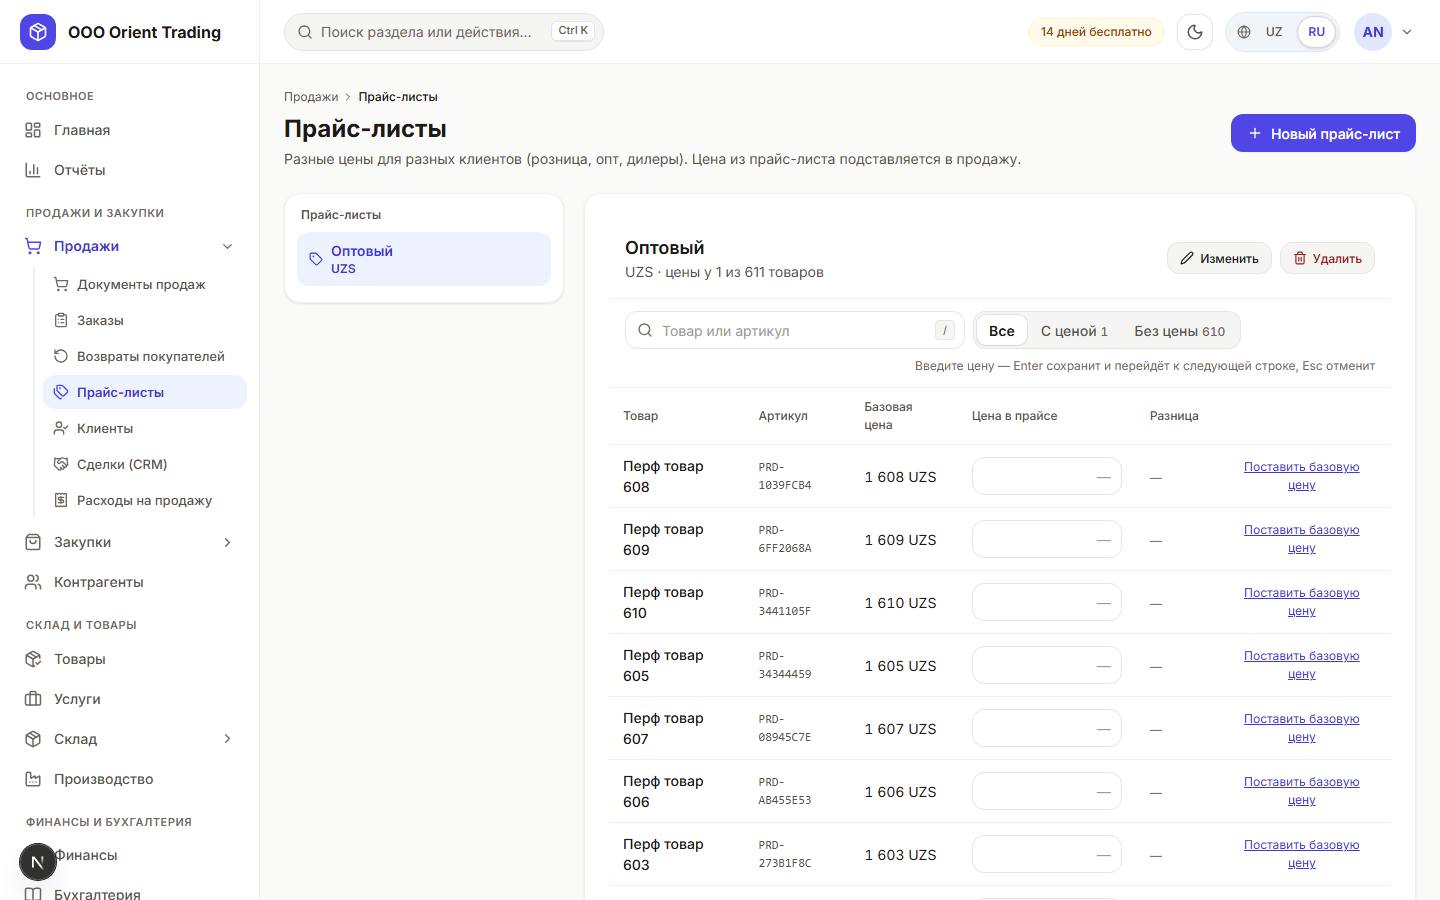 ООО Orient Trading
Поиск раздела или действия...
Ctrl K
14 дней бесплатно
UZ
RU
AN
ОСНОВНОЕ
Главная
Отчёты
ПРОДАЖИ И ЗАКУПКИ
Продажи
Документы продаж
Заказы
Возвраты покупателей
Прайс-листы
Клиенты
Сделки (CRM)
Расходы на продажу
Закупки
Контрагенты
СКЛАД И ТОВАРЫ
Товары
Услуги
Склад
Производство
ФИНАНСЫ И БУХГАЛТЕРИЯ
Финансы
N
Бухгалтерия
Продажи > Прайс-листы
Прайс-листы
Разные цены для разных клиентов (розница, опт, дилеры). Цена из прайс-листа подставляется в продажу.
+ Новый прайс-лист
Прайс-листы
Оптовый
UZS
Оптовый
UZS · цены у 1 из 611 товаров
Изменить
Удалить
Товар или артикул
/
Все
С ценой 1
Без цены 610
Введите цену — Enter сохранит и перейдёт к следующей строке, Esc отменит
Товар
Артикул
Базовая
цена
Цена в прайсе
Разница
Перф товар
608
PRD-
1039FCB4
1 608 UZS
—
—
Поставить базовую
цену
Перф товар
609
PRD-
6FF2068A
1 609 UZS
—
—
Поставить базовую
цену
Перф товар
610
PRD-
3441105F
1 610 UZS
—
—
Поставить базовую
цену
Перф товар
605
PRD-
34344459
1 605 UZS
—
—
Поставить базовую
цену
Перф товар
607
PRD-
08945C7E
1 607 UZS
—
—
Поставить базовую
цену
Перф товар
606
PRD-
AB455E53
1 606 UZS
—
—
Поставить базовую
цену
Перф товар
603
PRD-
273B1F8C
1 603 UZS
—
—
Поставить базовую
цену